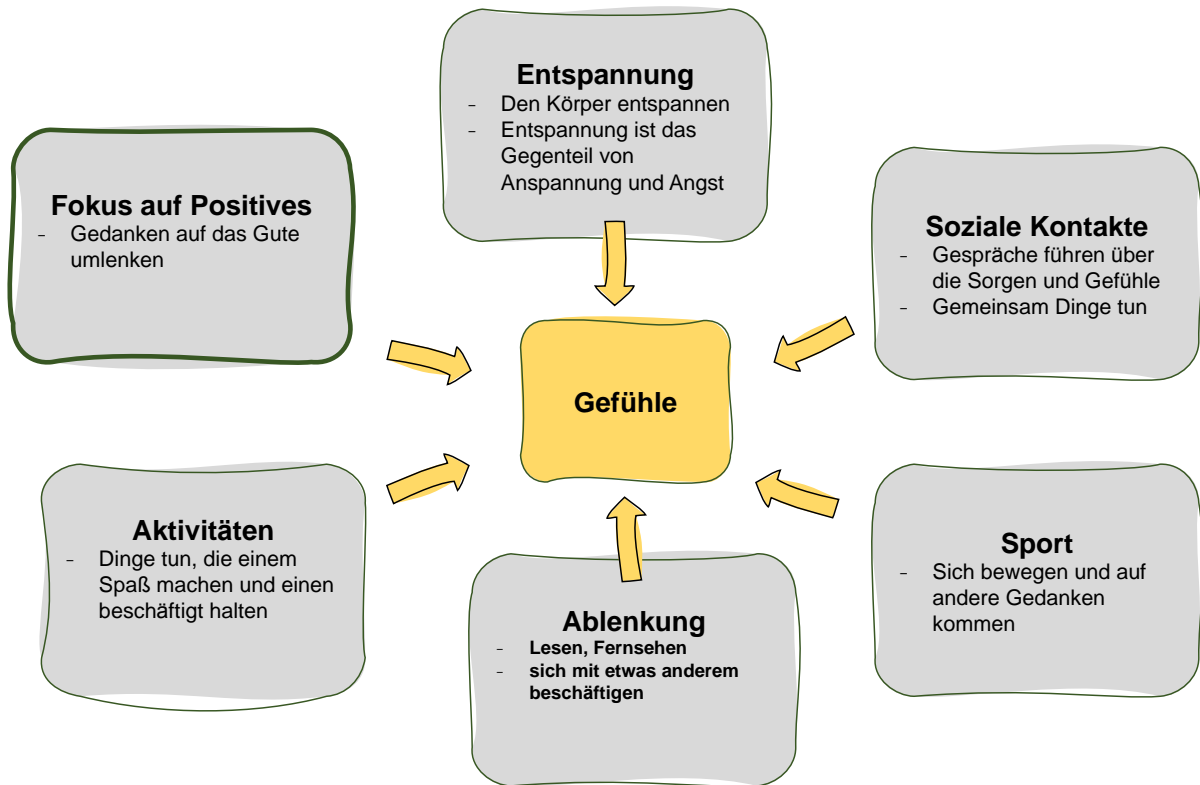 Entspannung
- Den Körper entspannen
- Entspannung ist das
Gegenteil von
Anspannung und Angst
Fokus auf Positives
- Gedanken auf das Gute
umlenken
Soziale Kontakte
- Gespräche führen über
die Sorgen und Gefühle
- Gemeinsam Dinge tun
Gefühle
Aktivitäten
- Dinge tun, die einem
Spaß machen und einen
beschäftigt halten
Ablenkung
- Lesen, Fernsehen
- sich mit etwas anderem
beschäftigen
Sport
- Sich bewegen und auf
andere Gedanken
kommen